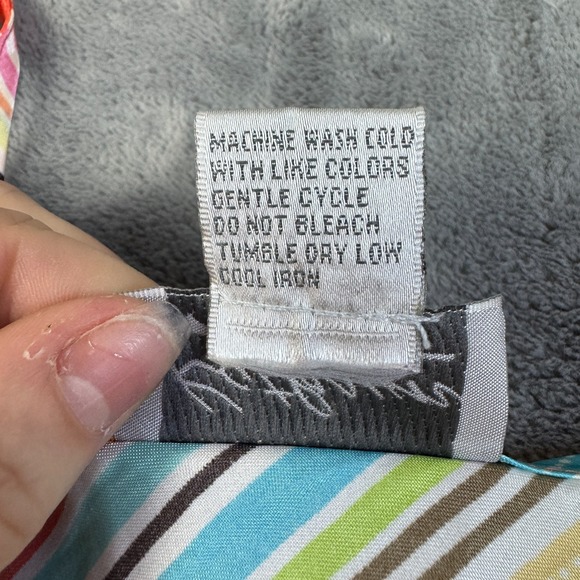 MACHINE WASH COLD
WITH LIKE COLORS
GENTLE CYCLE
DO NOT BLEACH
TUMBLE DRY LOW
COOL IRON